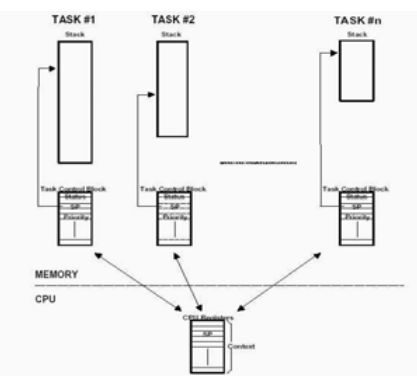 TASK #1 TASK #2 TASK #n
Stack Stack Stack
Task Control Block Task Control Block Task Control Block
Status Status Status
SP SP SP
Priority Priority Priority
MEMORY
CPU
CPU Registers
SP
Context